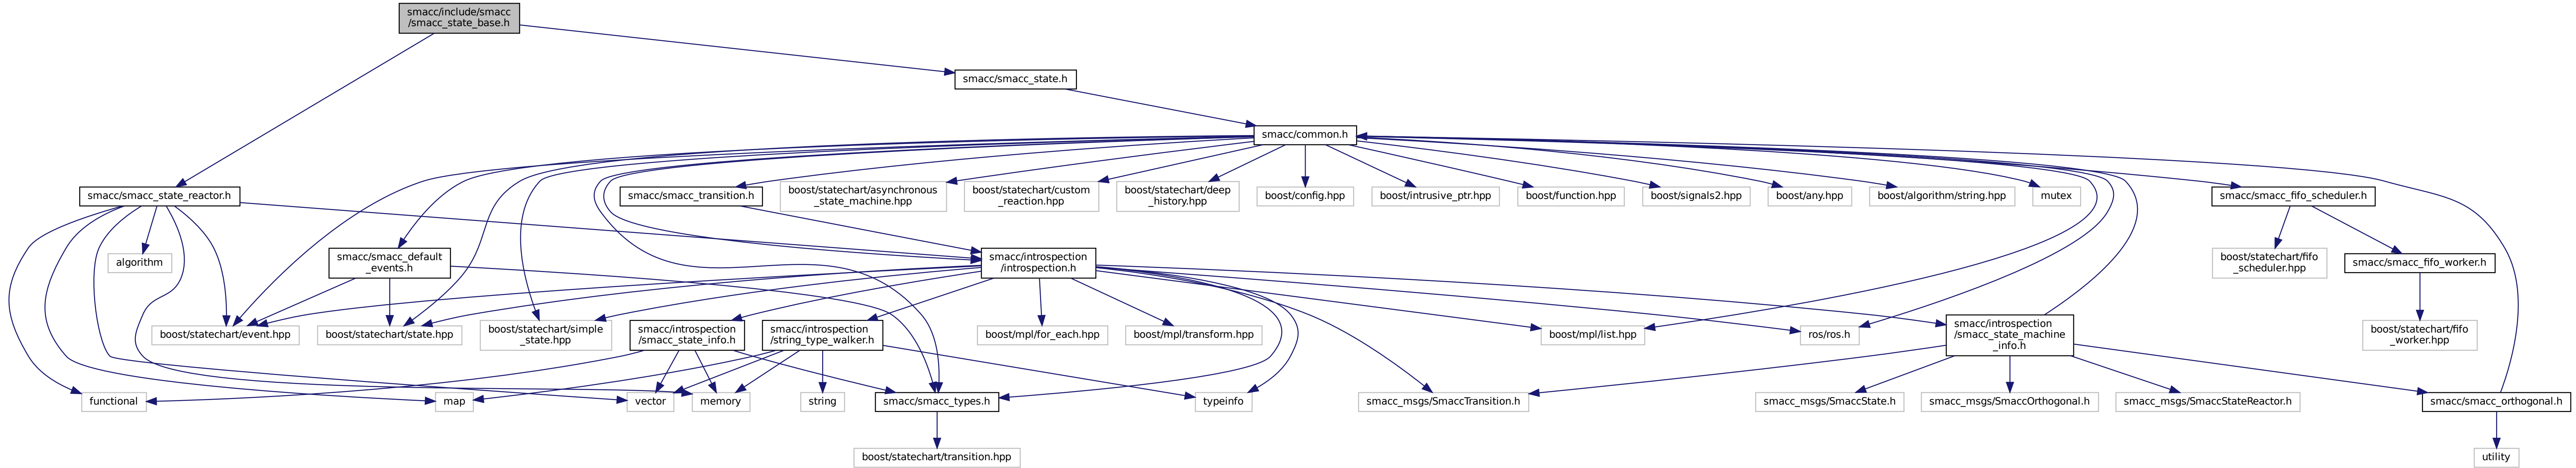 smacc/include/smacc
/smacc_state_base.h
smacc/smacc_state.h
smacc/common.h
smacc/smacc_state_reactor.h
smacc/smacc_transition.h
boost/statechart/asynchronous
_state_machine.hpp
boost/statechart/custom
_reaction.hpp
boost/statechart/deep
_history.hpp
boost/config.hpp
boost/intrusive_ptr.hpp
boost/function.hpp
boost/signals2.hpp
boost/any.hpp
boost/algorithm/string.hpp
mutex
smacc/smacc_fifo_scheduler.h
algorithm
smacc/smacc_default
_events.h
smacc/introspection
/introspection.h
boost/statechart/fifo
_scheduler.hpp
smacc/smacc_fifo_worker.h
boost/statechart/event.hpp
boost/statechart/state.hpp
boost/statechart/simple
_state.hpp
smacc/introspection
/smacc_state_info.h
smacc/introspection
/string_type_walker.h
boost/mpl/for_each.hpp
boost/mpl/transform.hpp
boost/mpl/list.hpp
ros/ros.h
smacc/introspection
/smacc_state_machine
_info.h
boost/statechart/fifo
_worker.hpp
functional
map
vector
memory
string
smacc/smacc_types.h
typeinfo
smacc_msgs/SmaccTransition.h
smacc_msgs/SmaccState.h
smacc_msgs/SmaccOrthogonal.h
smacc_msgs/SmaccStateReactor.h
smacc/smacc_orthogonal.h
boost/statechart/transition.hpp
utility